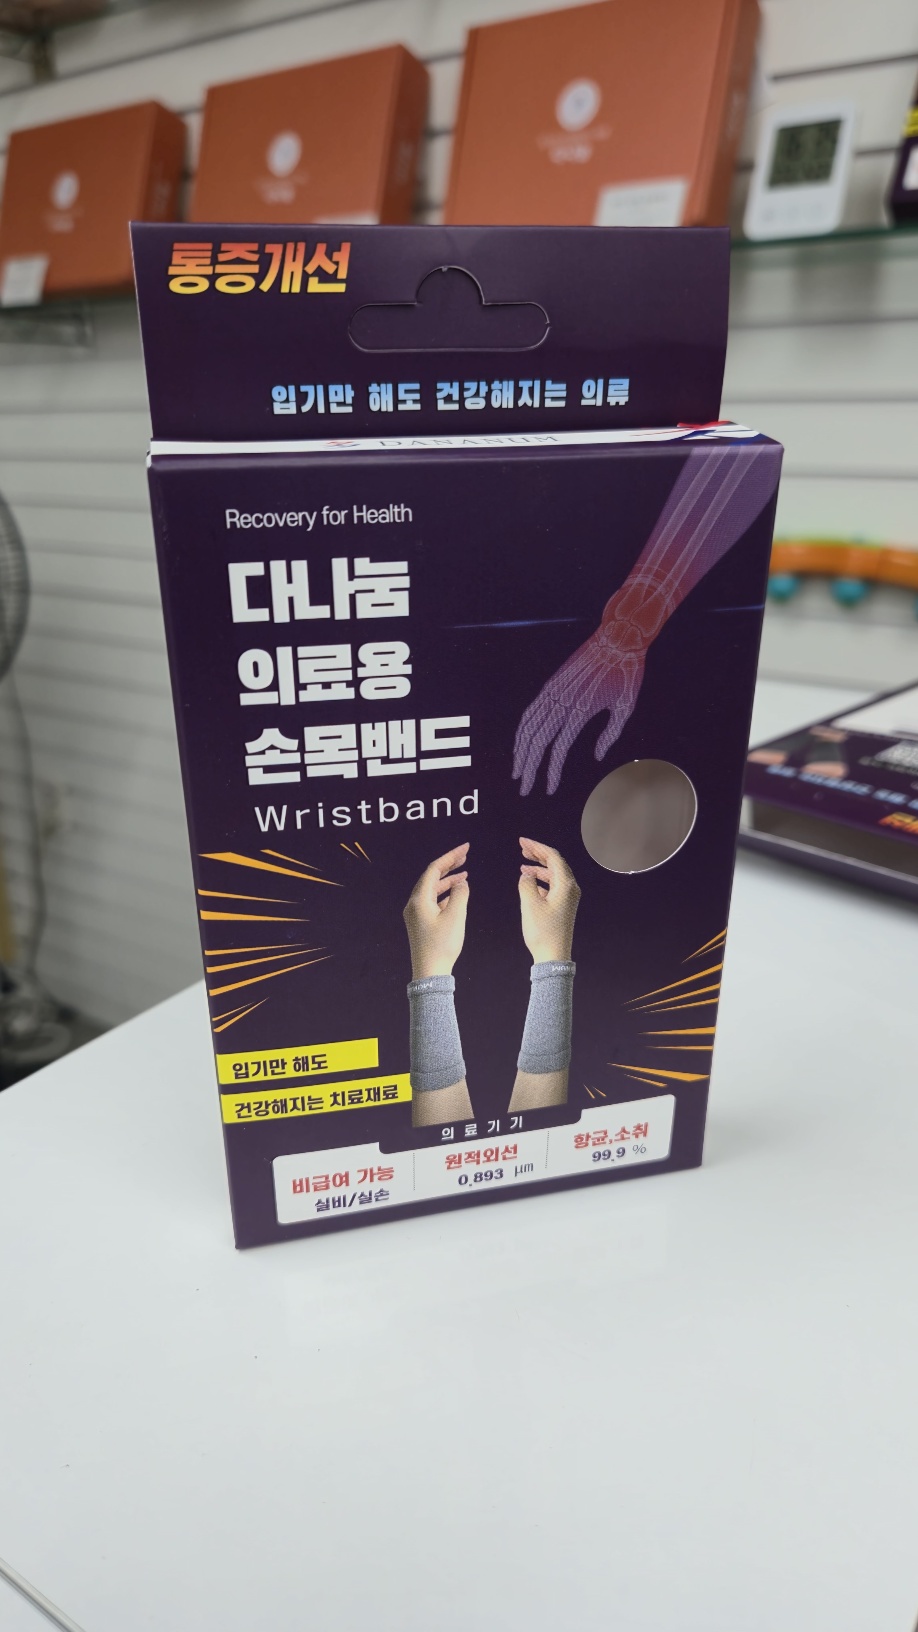 통증개선
입기만 해도 건강해지는 의류
DANANUM
Recovery for Health
다나눔
의료용
손목밴드
Wristband
입기만 해도
건강해지는 치료재료
의료기기
비급여 가능
실비/실손
원적외선
0.893 μm
항균,소취
99.9 %